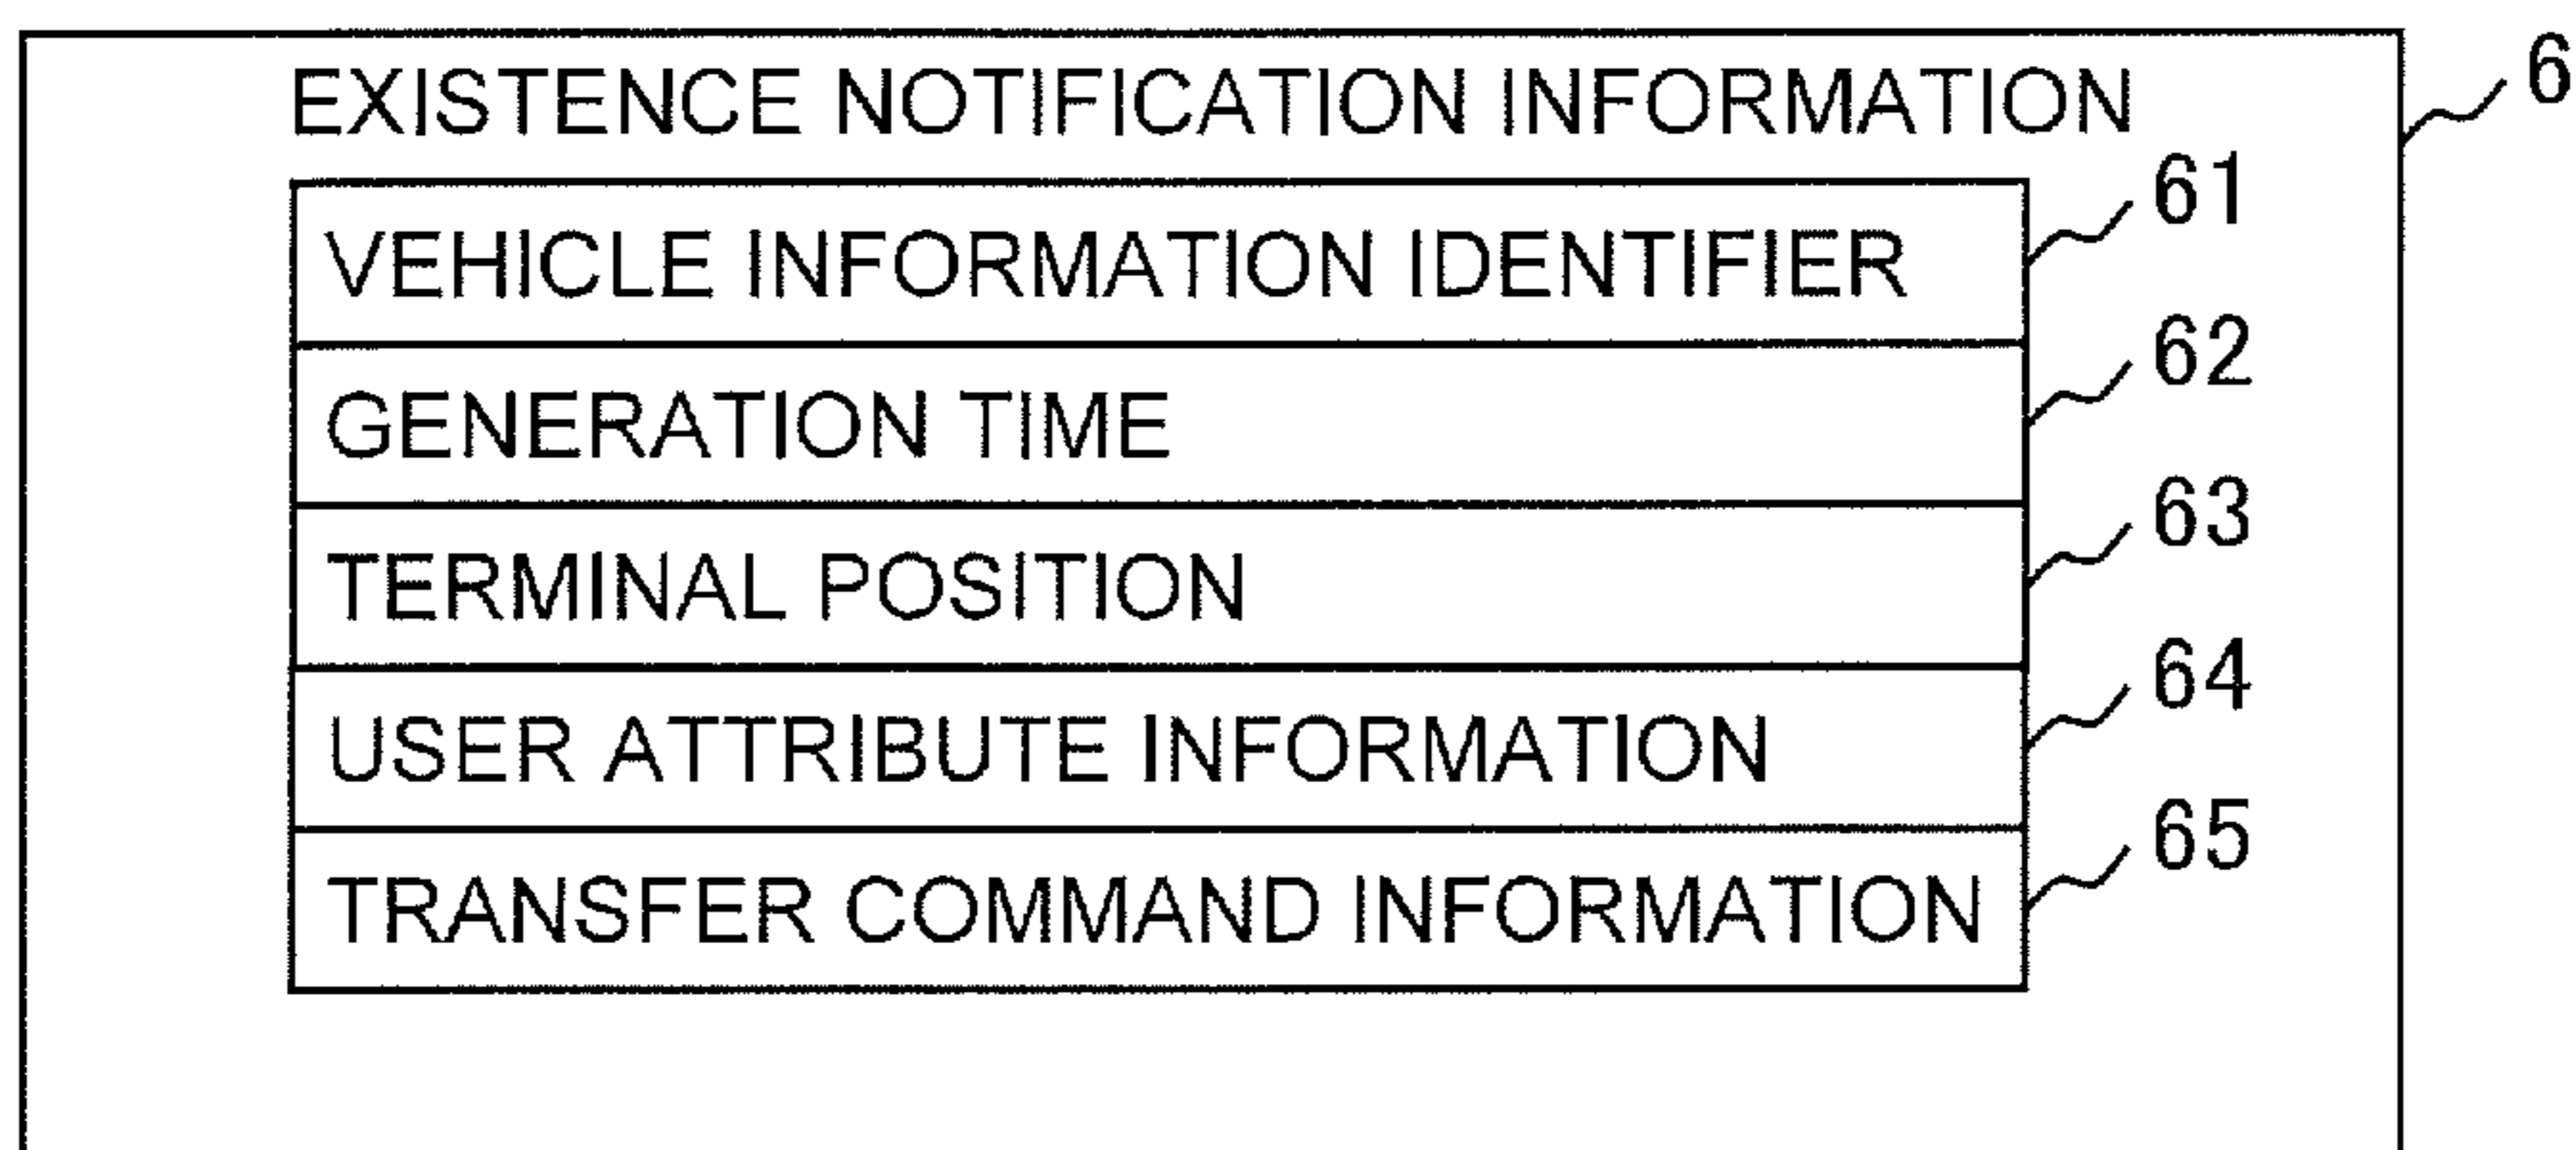 EXISTENCE NOTIFICATION INFORMATION 6
VEHICLE INFORMATION IDENTIFIER 61
GENERATION TIME 62
TERMINAL POSITION 63
USER ATTRIBUTE INFORMATION 64
TRANSFER COMMAND INFORMATION 65